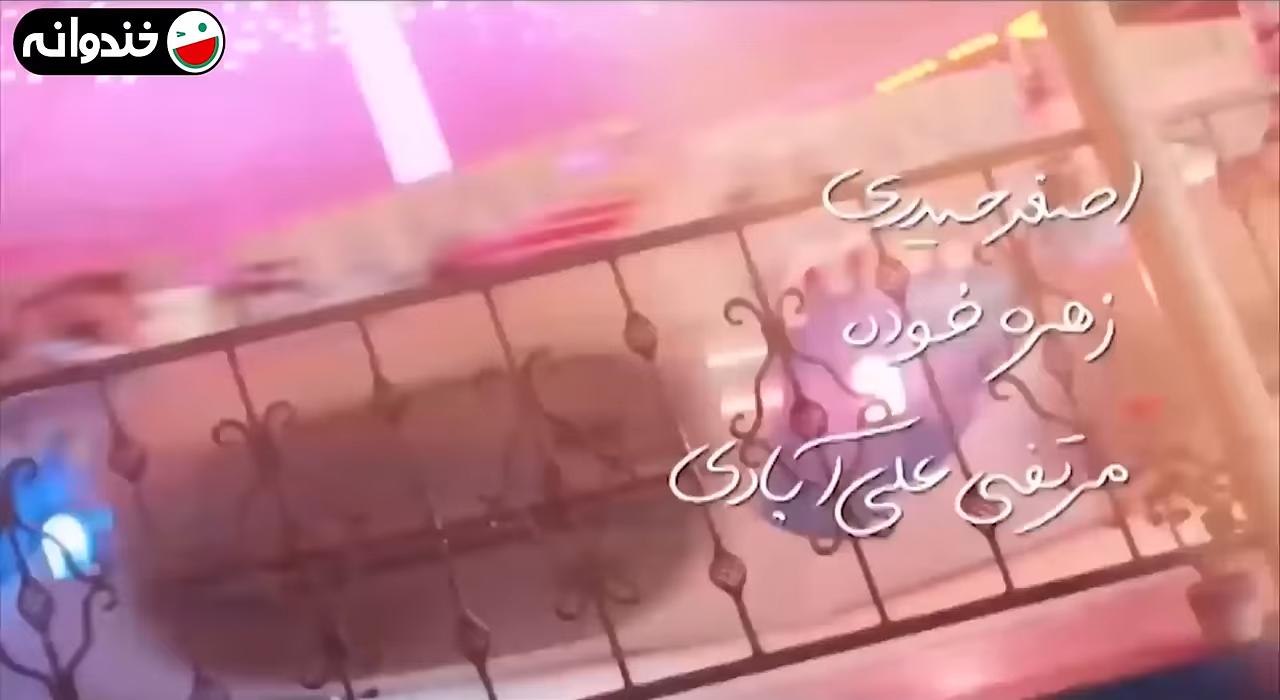 خندوانه
اصغر حیدری
زهره فودن
مرتضی علی آبادی